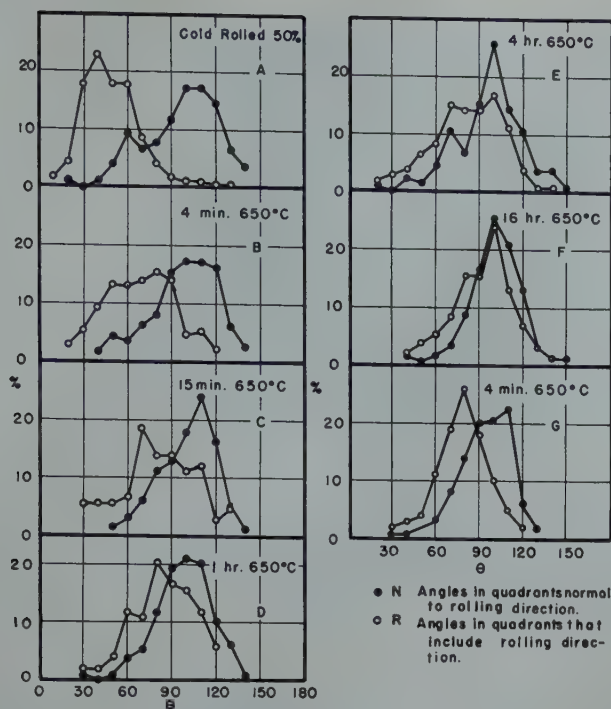 Cold Rolled 50%
A
20
10
0
4 min. 650°C
B
20
10
0
%
15 min. 650°C
C
20
10
0
1 hr. 650°C
D
20
10
0
0 30 60 90 120 150 180
θ
4 hr. 650°C
E
20
10
0
16 hr. 650°C
F
20
10
0
%
4 min. 650°C
G
20
10
0
30 60 90 120 150
θ
● N Angles in quadrants normal
to rolling direction.
○ R Angles in quadrants that
include rolling direc-
tion.